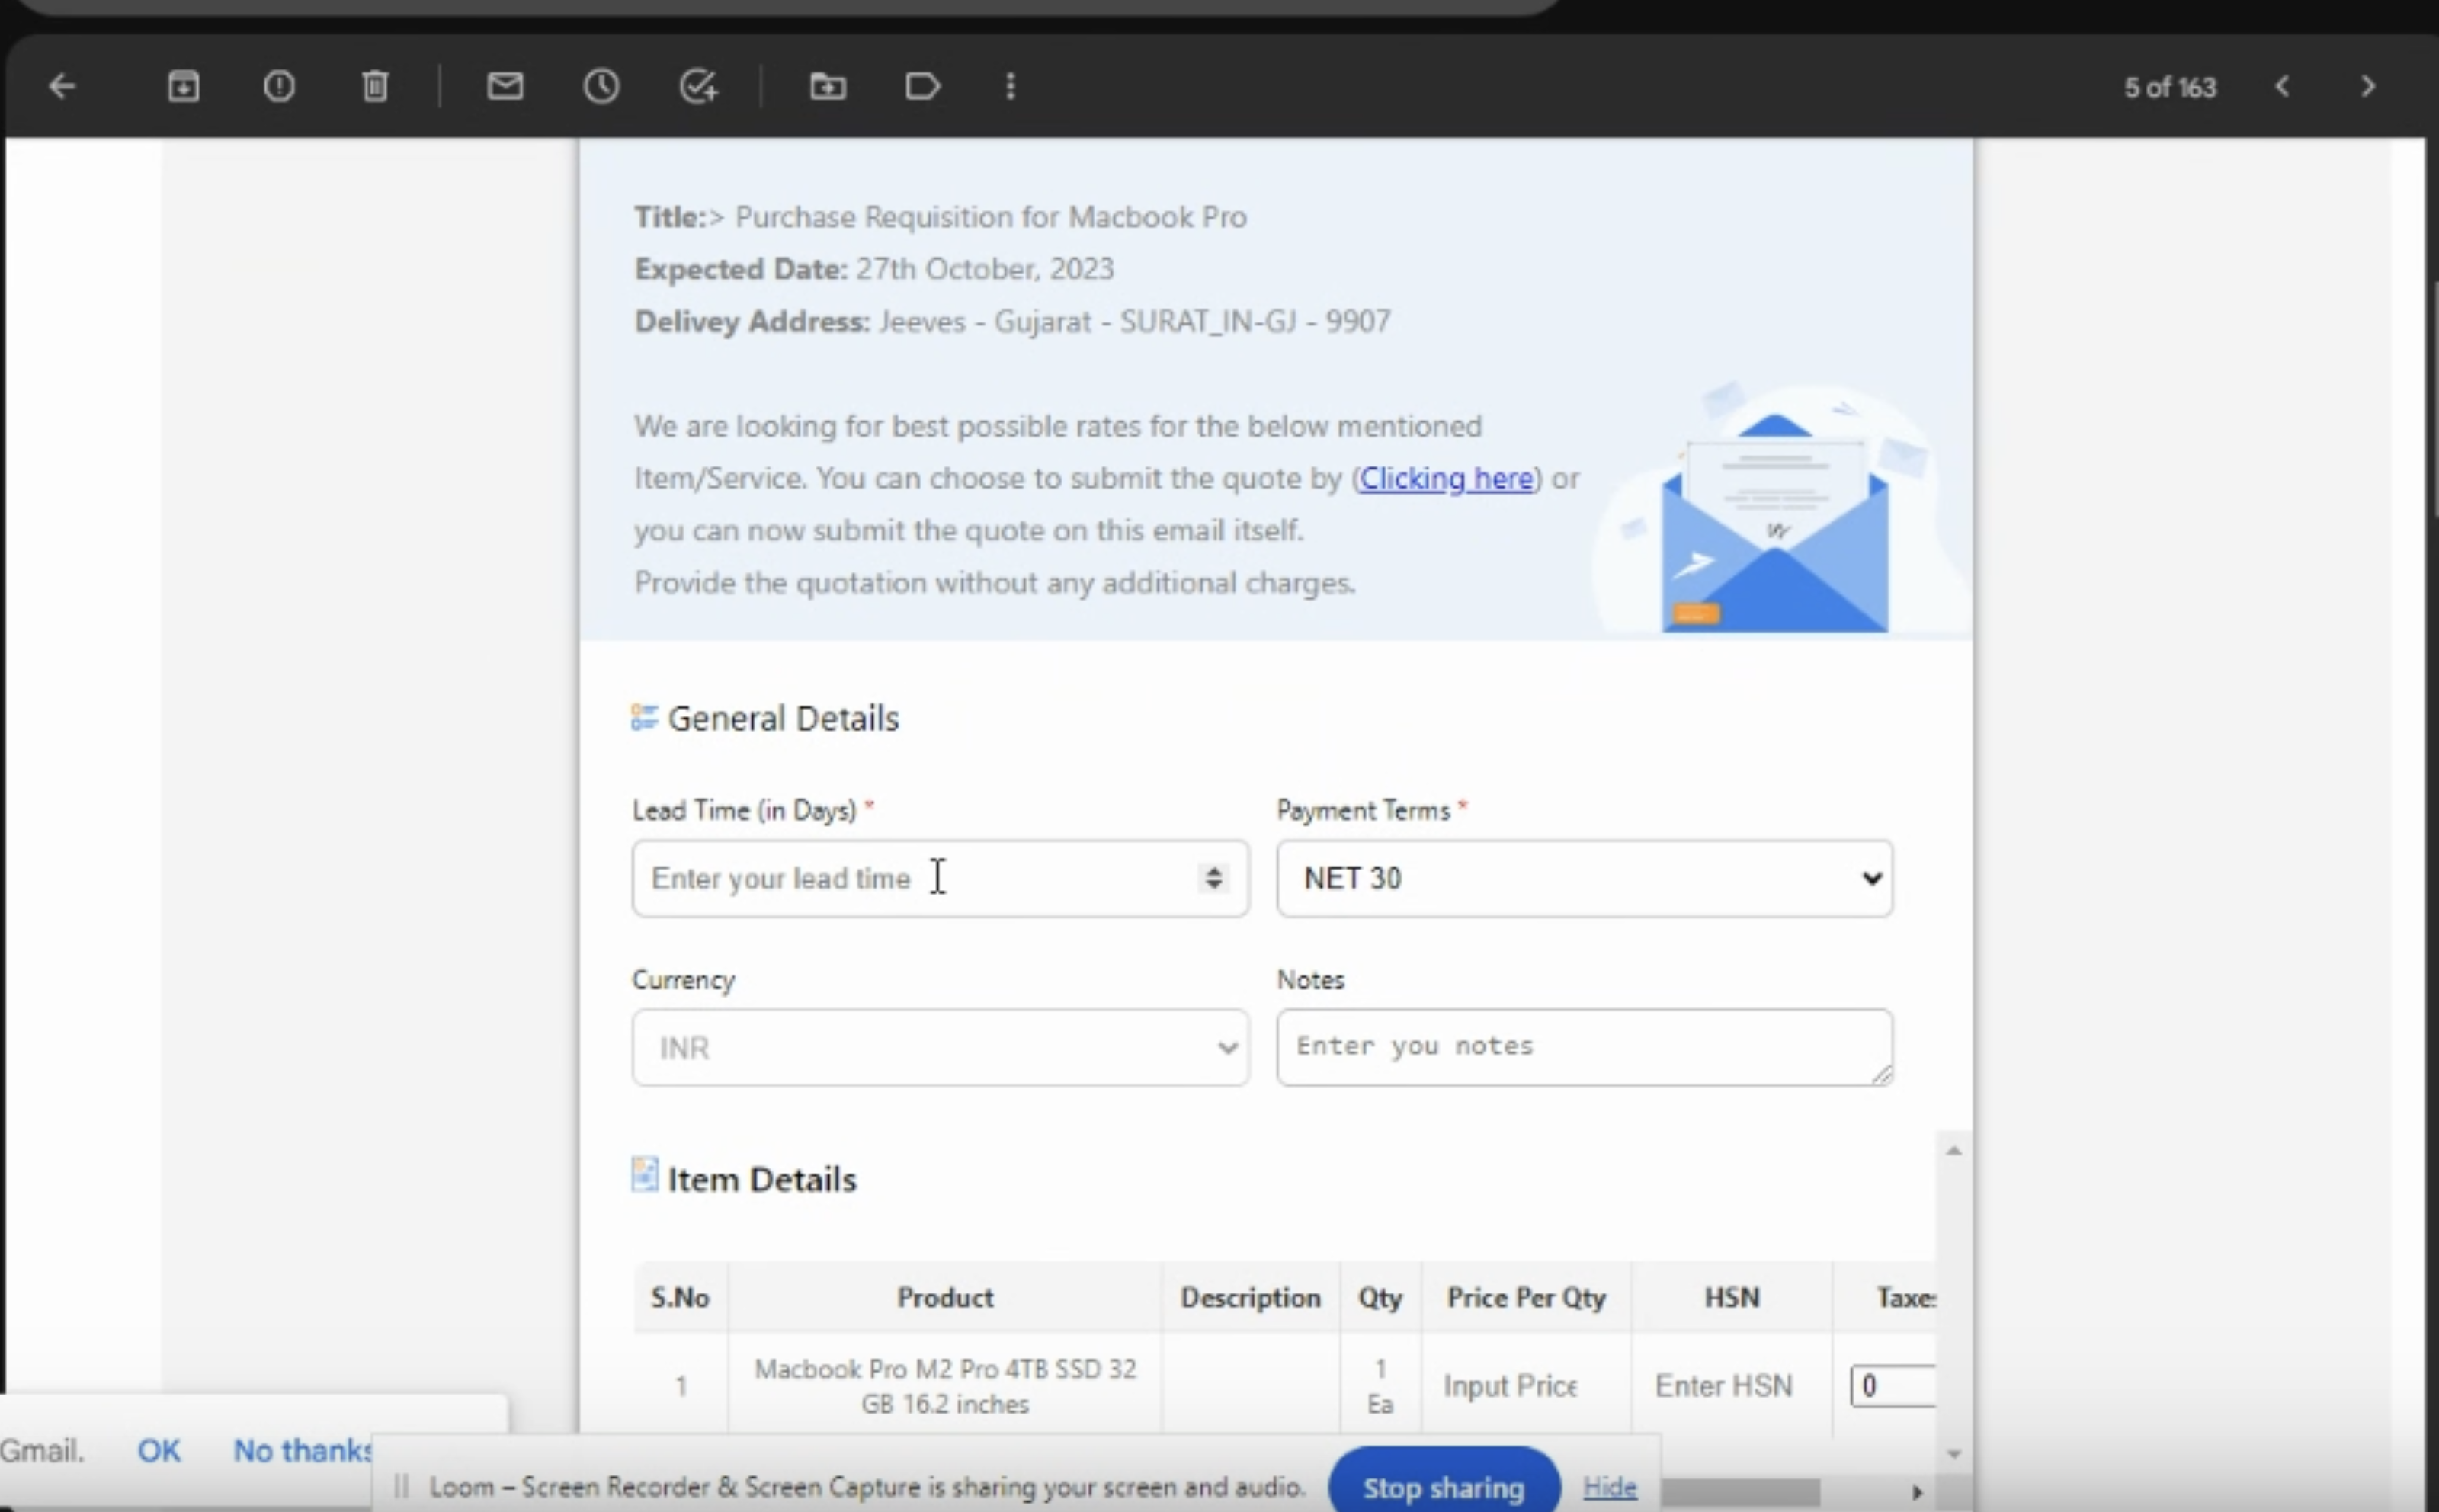 5 of 163
Title:> Purchase Requisition for Macbook Pro
Expected Date: 27th October, 2023
Delivey Address: Jeeves - Gujarat - SURAT_IN-GJ - 9907
We are looking for best possible rates for the below mentioned
Item/Service. You can choose to submit the quote by (Clicking here) or
you can now submit the quote on this email itself.
Provide the quotation without any additional charges.
General Details
Lead Time (in Days) *
Payment Terms *
Enter your lead time
NET 30
Currency
Notes
INR
Enter you notes
Item Details
S.No Product Description Qty Price Per Qty HSN Taxe
1 Macbook Pro M2 Pro 4TB SSD 32 1 Input Price Enter HSN 0
GB 16.2 inches Ea
Gmail. OK No thanks
Loom – Screen Recorder & Screen Capture is sharing your screen and audio. Stop sharing Hide